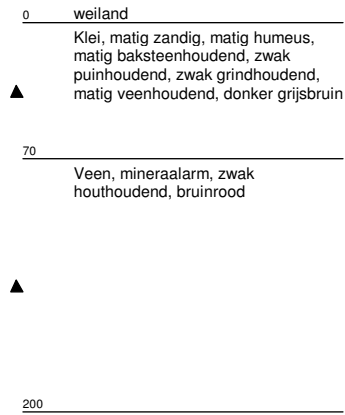 0 weiland
Klei, matig zandig, matig humeus,
matig baksteenhoudend, zwak
puinhoudend, zwak grindhoudend,
matig veenhoudend, donker grijsbruin
70
Veen, mineraalarm, zwak
houthoudend, bruinrood
200